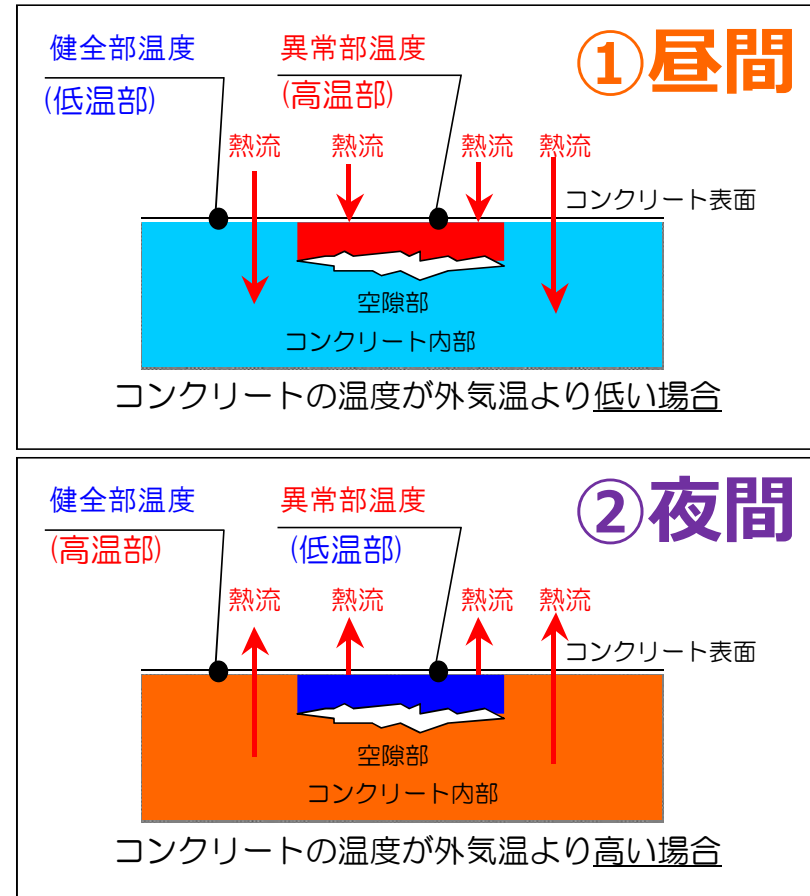 ①昼間
健全部温度
(低温部)
異常部温度
(高温部)
熱流
熱流
熱流
熱流
コンクリート表面
空隙部
コンクリート内部
コンクリートの温度が外気温より低い場合
②夜間
健全部温度
(高温部)
異常部温度
(低温部)
熱流
熱流
熱流
熱流
コンクリート表面
空隙部
コンクリート内部
コンクリートの温度が外気温より高い場合